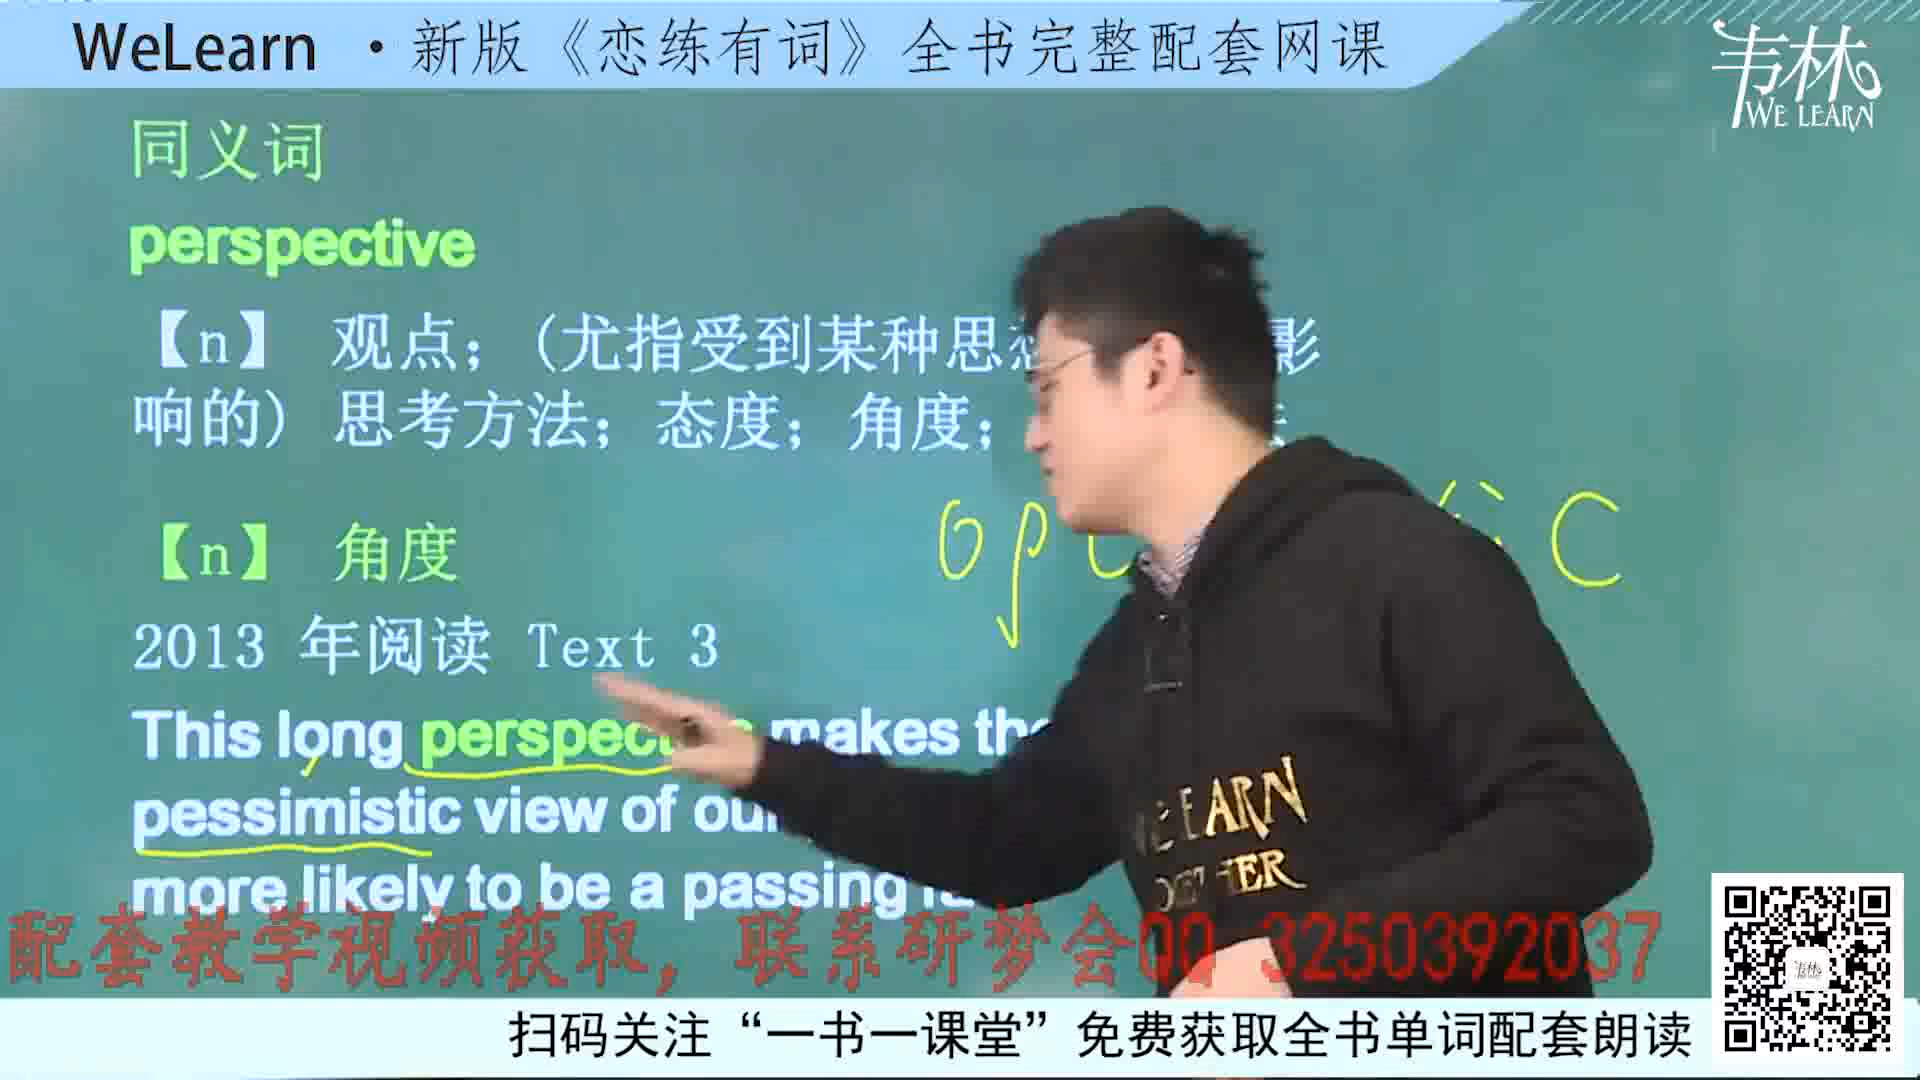 WeLearn ·新版《恋练有词》全书完整配套网课
韦林
WE LEARN
同义词
perspective
【n】 观点；(尤指受到某种思 影
响的) 思考方法；态度；角度；
【n】 角度
2013 年阅读 Text 3
This long makes
pessimistic view of
more likely to be a passing
LEARN
配套教学视频获取，联系研梦会QQ 3250392037
扫码关注“一书一课堂”免费获取全书单词配套朗读